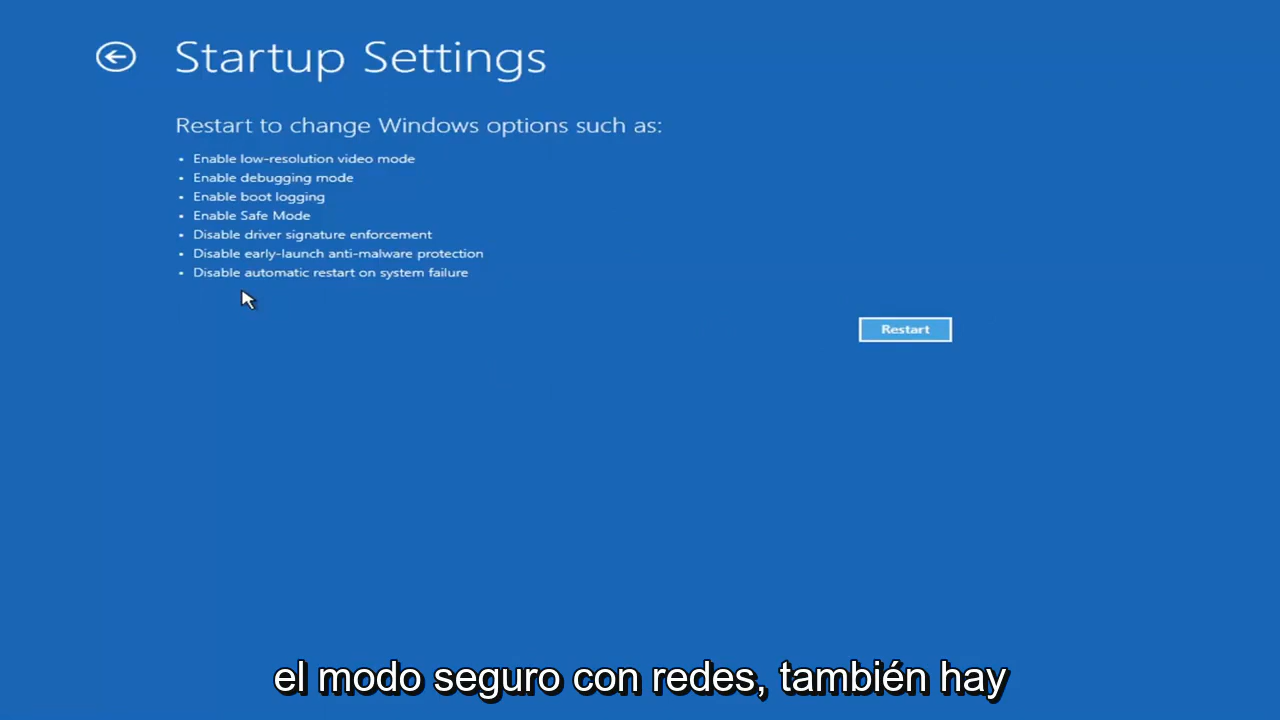 Startup Settings
Restart to change Windows options such as:
• Enable low-resolution video mode
• Enable debugging mode
• Enable boot logging
• Enable Safe Mode
• Disable driver signature enforcement
• Disable early-launch anti-malware protection
• Disable automatic restart on system failure
Restart
el modo seguro con redes, también hay